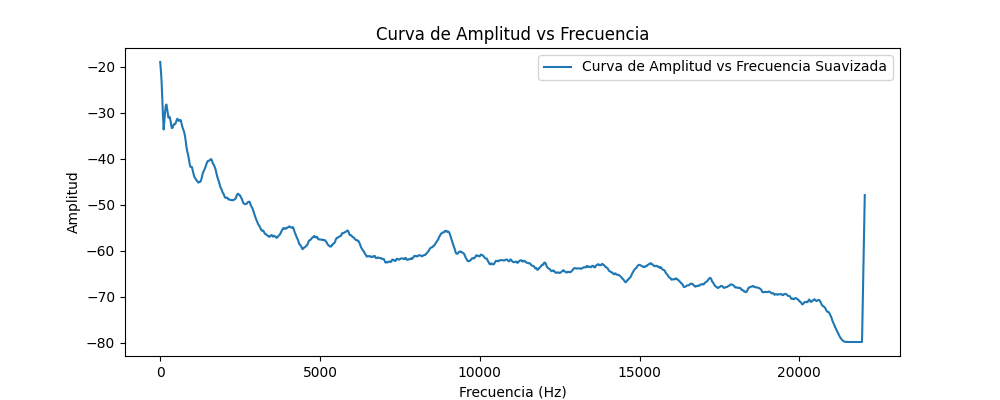 Curva de Amplitud vs Frecuencia
Curva de Amplitud vs Frecuencia Suavizada
Amplitud
−20
−30
−40
−50
−60
−70
−80
0 5000 10000 15000 20000
Frecuencia (Hz)